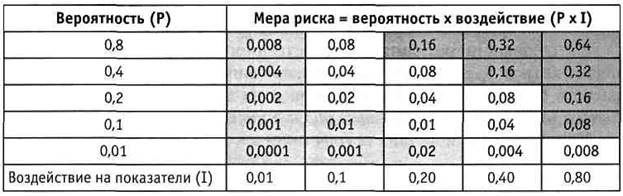 Вероятность (P) Мера риска = вероятность x воздействие (P x I)
0,8 0,008 0,08 0,16 0,32 0,64
0,4 0,004 0,04 0,08 0,16 0,32
0,2 0,002 0,02 0,04 0,08 0,16
0,1 0,001 0,01 0,01 0,04 0,08
0,01 0,0001 0,001 0,02 0,004 0,008
Воздействие на показатели (I) 0,01 0,1 0,20 0,40 0,80